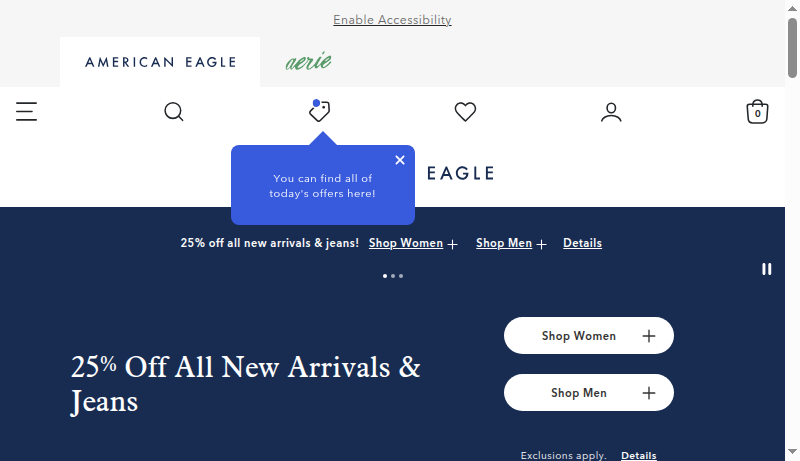 Enable Accessibility
AMERICAN EAGLE
aerie
0
You can find all of
today's offers here!
EAGLE
25% off all new arrivals & jeans! Shop Women Shop Men Details
25% Off All New Arrivals &
Jeans
Shop Women
Shop Men
Exclusions apply. Details